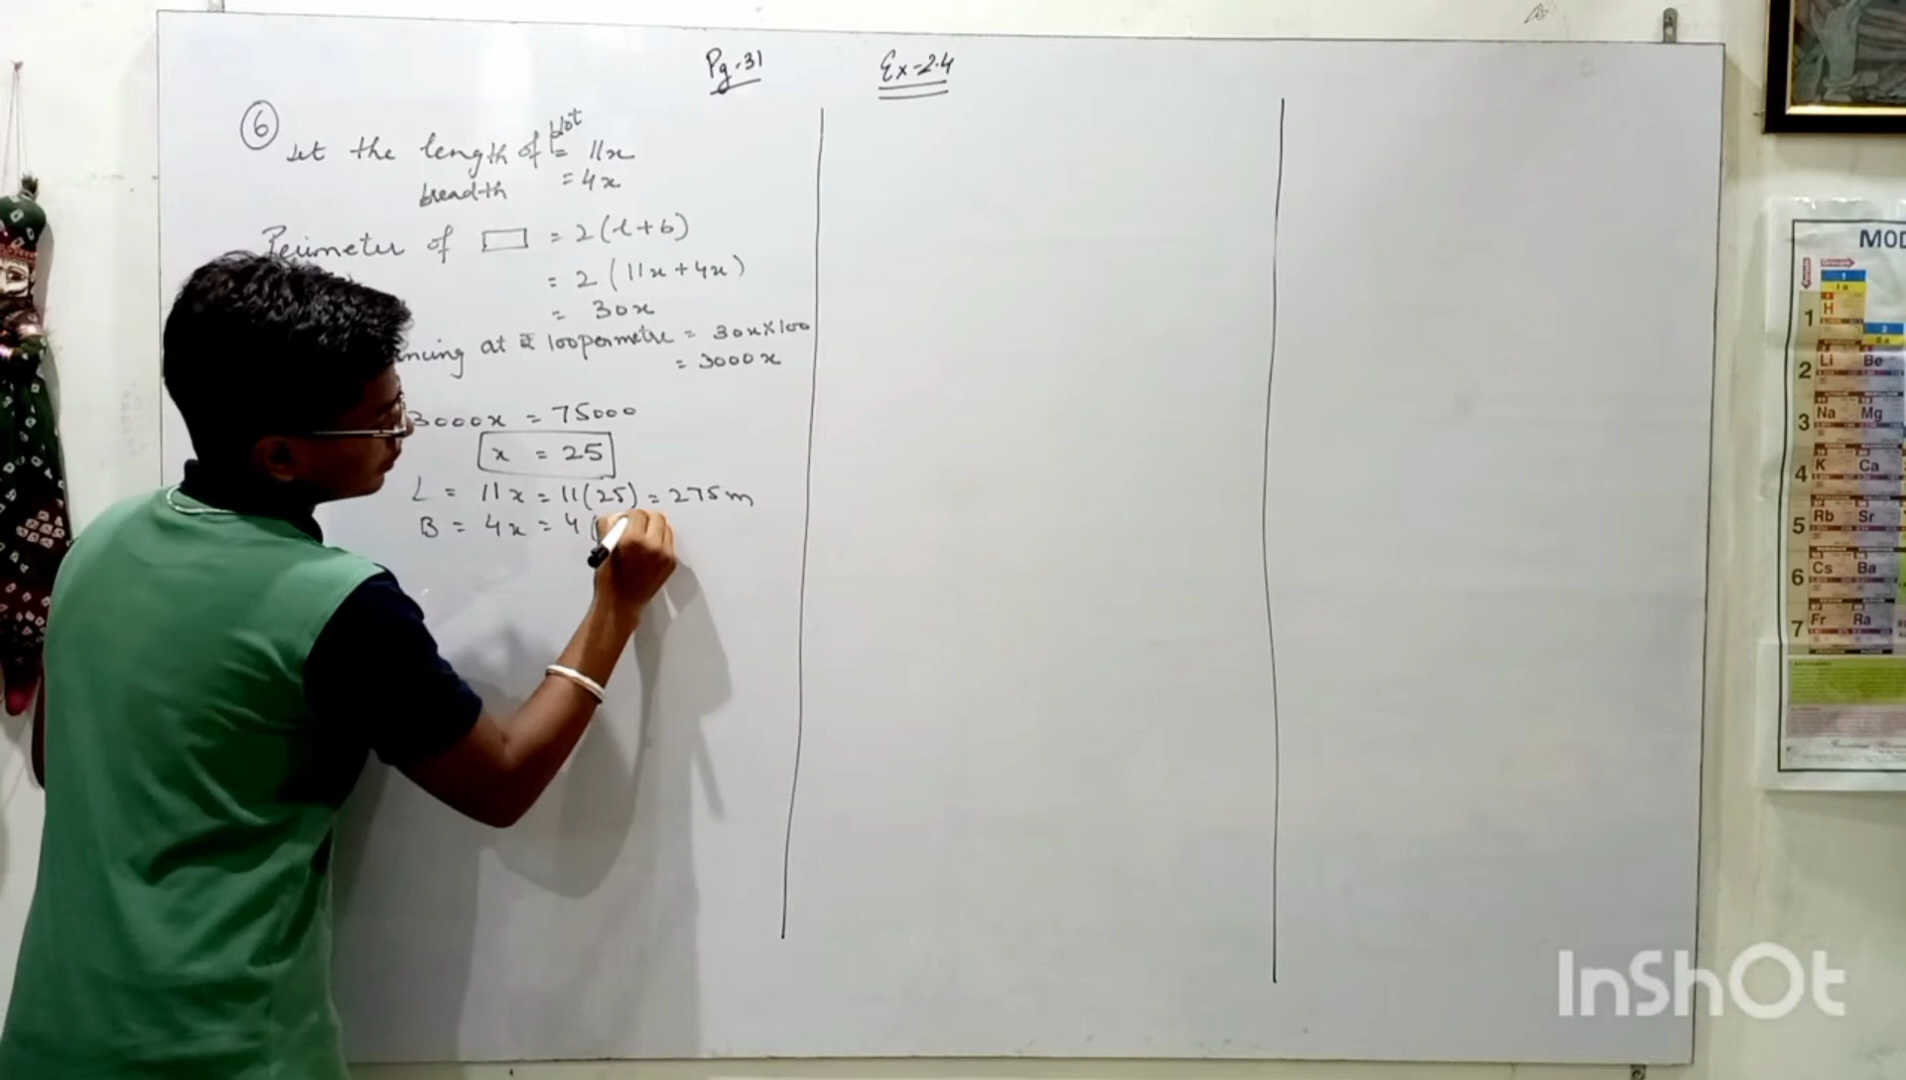 Pg-31
Ex-2.4
6
Let the length of plot = 11x
breadth = 4x
Perimeter of ▭ = 2(l+b)
= 2(11x+4x)
= 30x
ncing at ₹ 100 per metre = 30x×100
= 3000x
3000x = 75000
x = 25
L = 11x = 11(25) = 275m
B = 4x = 4(
MOD
1
I a
1
H
2
II a
2
Li Be
3
Na Mg
4
K Ca
5
Rb Sr
6
Cs Ba
7
Fr Ra
InShOt